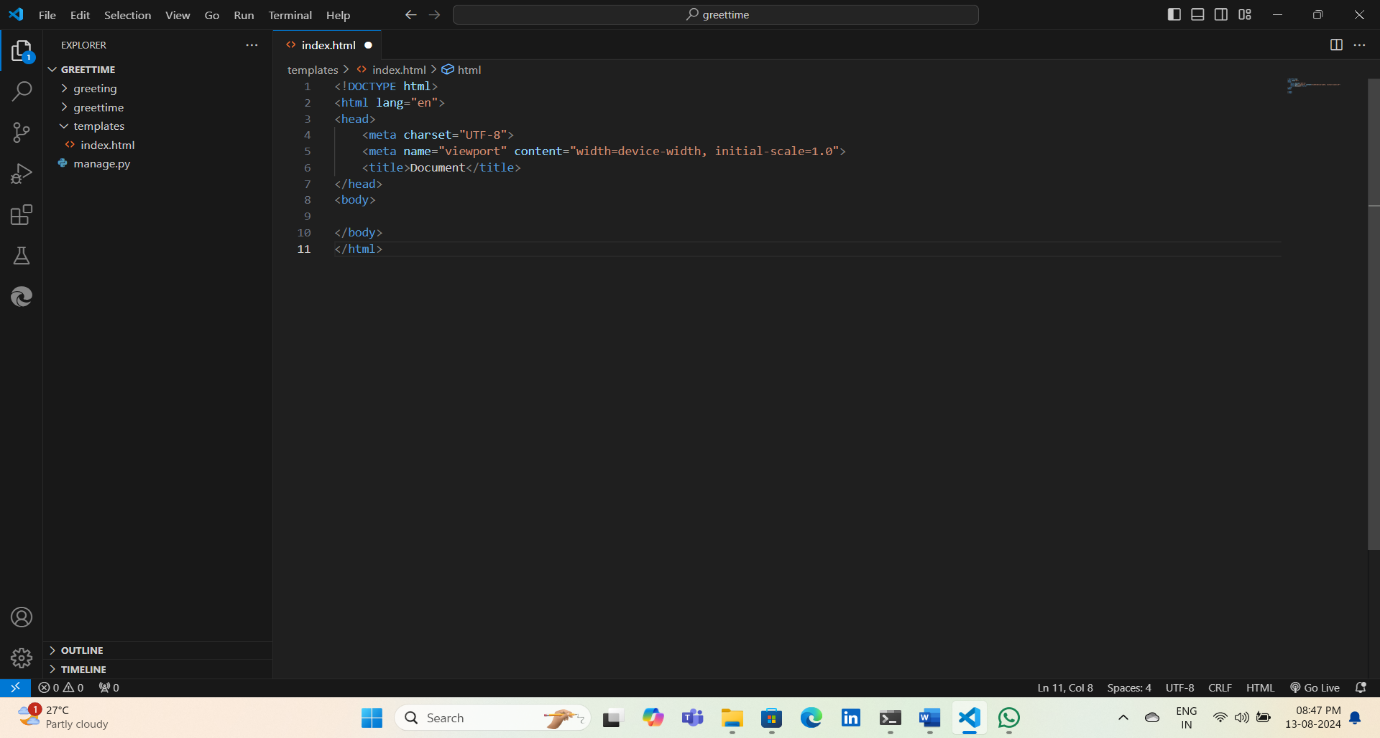 File Edit Selection View Go Run Terminal Help
greettime
EXPLORER
1
GREETTIME
greeting
greettime
templates
index.html
manage.py
OUTLINE
TIMELINE
index.html
templates > index.html > html
1 <!DOCTYPE html>
2 <html lang="en">
3 <head>
4 <meta charset="UTF-8">
5 <meta name="viewport" content="width=device-width, initial-scale=1.0">
6 <title>Document</title>
7 </head>
8 <body>
9
10 </body>
11 </html>
0 0 0
Ln 11, Col 8 Spaces: 4 UTF-8 CRLF HTML Go Live
1
27°C
Partly cloudy
Search
ENG
IN
08:47 PM
13-08-2024